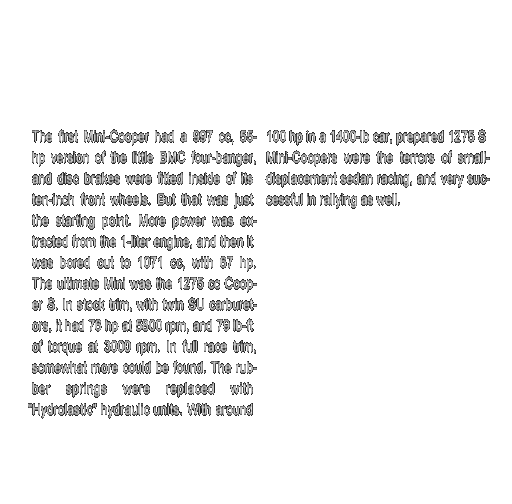 The first Mini-Cooper had a 997 cc, 55-
hp version of the little BMC four-banger,
and disc brakes were fitted inside of its
ten-inch front wheels. But that was just
the starting point. More power was ex-
tracted from the 1-liter engine, and then it
was bored out to 1071 cc, with 67 hp.
The ultimate Mini was the 1275 cc Coop-
er S. In stock trim, with twin SU carburet-
ors, it had 76 hp at 5800 rpm, and 79 lb-ft
of torque at 3000 rpm. In full race trim,
somewhat more could be found. The rub-
ber springs were replaced with
"Hydrolastic" hydraulic units. With around
100 hp in a 1400-lb car, prepared 1275 S
Mini-Coopers were the terrors of small-
displacement sedan racing, and very suc-
cessful in rallying as well.